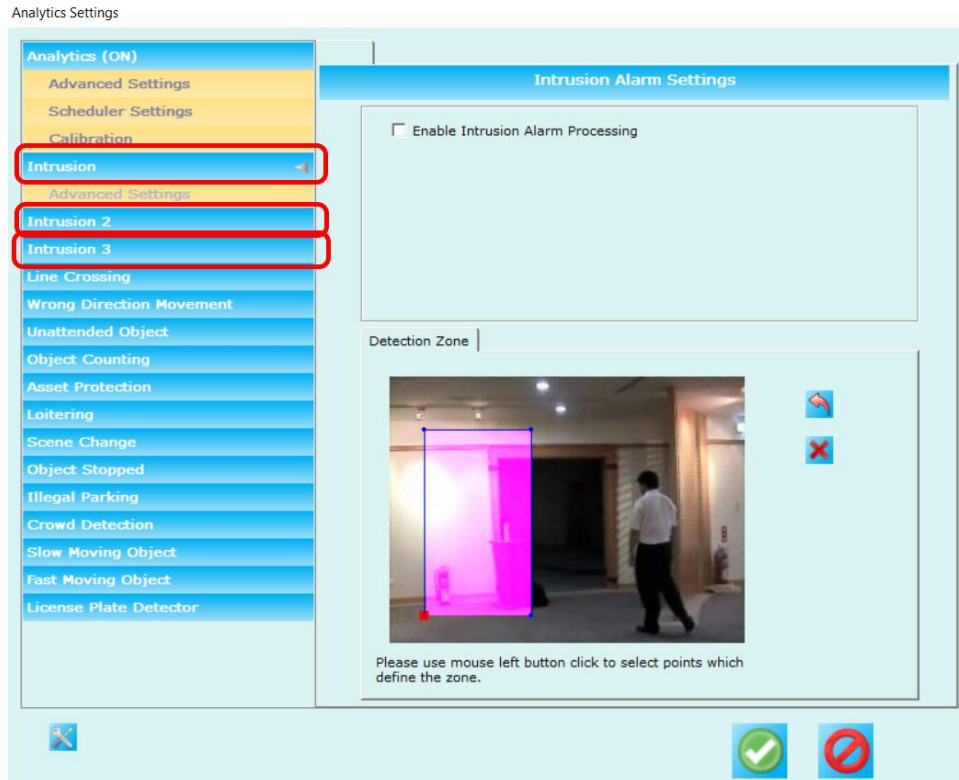 Analytics Settings
Analytics (ON)
Advanced Settings
Scheduler Settings
Calibration
Intrusion
Advanced Settings
Intrusion 2
Intrusion 3
Line Crossing
Wrong Direction Movement
Unattended Object
Object Counting
Asset Protection
Loitering
Scene Change
Object Stopped
Illegal Parking
Crowd Detection
Slow Moving Object
Fast Moving Object
License Plate Detector
Intrusion Alarm Settings
Enable Intrusion Alarm Processing
Detection Zone
Please use mouse left button click to select points which
define the zone.